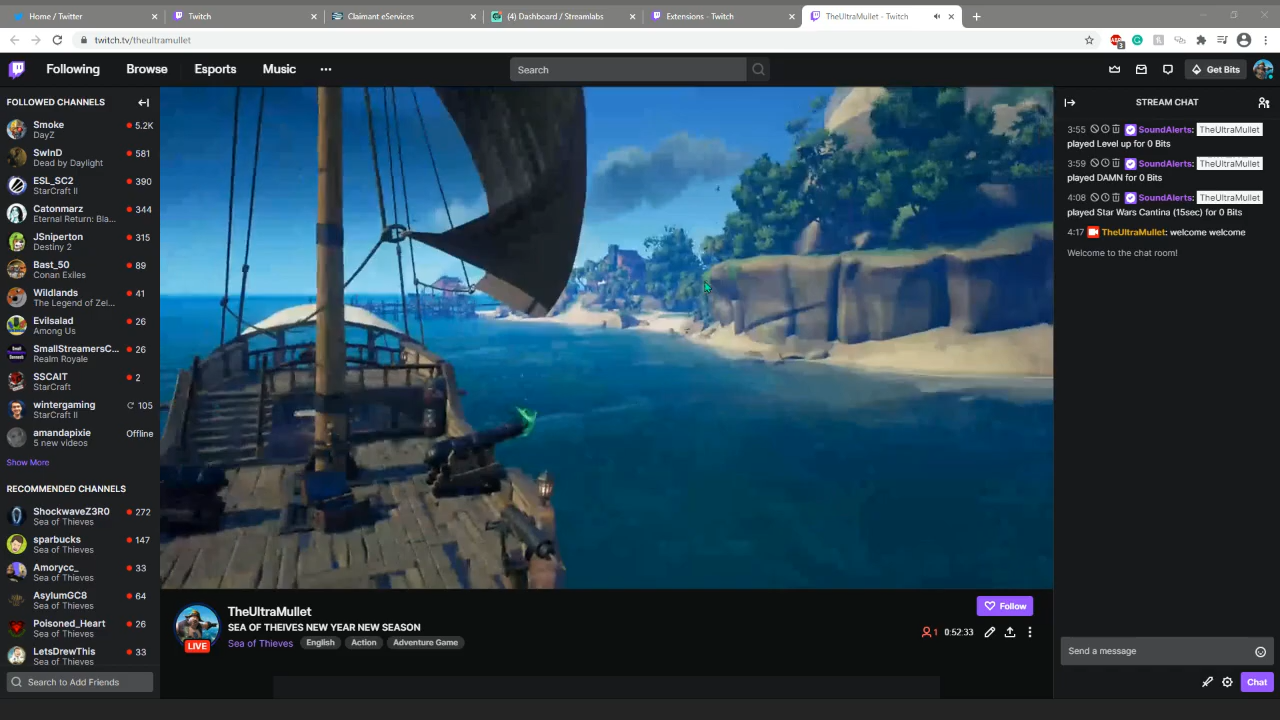 Home / Twitter
Twitch
Claimant eServices
(4) Dashboard / Streamlabs
Extensions - Twitch
TheUltraMullet - Twitch
twitch.tv/theultramullet
3
Following
Browse
Esports
Music
Search
Get Bits
FOLLOWED CHANNELS
Smoke 5.2K
DayZ
SwInD 581
Dead by Daylight
ESL_SC2 390
StarCraft II
Catonmarz 344
Eternal Return: Bla...
JSniperton 315
Destiny 2
Bast_50 89
Conan Exiles
Wildlands 41
The Legend of Zel...
Evilsalad 26
Among Us
SmallStreamersC... 26
Realm Royale
SSCAIT 2
StarCraft
wintergaming 105
StarCraft II
amandapixie Offline
5 new videos
Show More
RECOMMENDED CHANNELS
ShockwaveZ3R0 272
Sea of Thieves
sparbucks 147
Sea of Thieves
Amorycc_ 33
Sea of Thieves
AsylumGC8 64
Sea of Thieves
Poisoned_Heart 26
Sea of Thieves
LetsDrewThis 33
Sea of Thieves
Search to Add Friends
TheUltraMullet
SEA OF THEIVES NEW YEAR NEW SEASON
Sea of Thieves English Action Adventure Game
LIVE
Follow
1 0:52:33
STREAM CHAT
3:55 SoundAlerts: TheUltraMullet
played Level up for 0 Bits
3:59 SoundAlerts: TheUltraMullet
played DAMN for 0 Bits
4:08 SoundAlerts: TheUltraMullet
played Star Wars Cantina (15sec) for 0 Bits
4:17 TheUltraMullet: welcome welcome
Welcome to the chat room!
Send a message
Chat